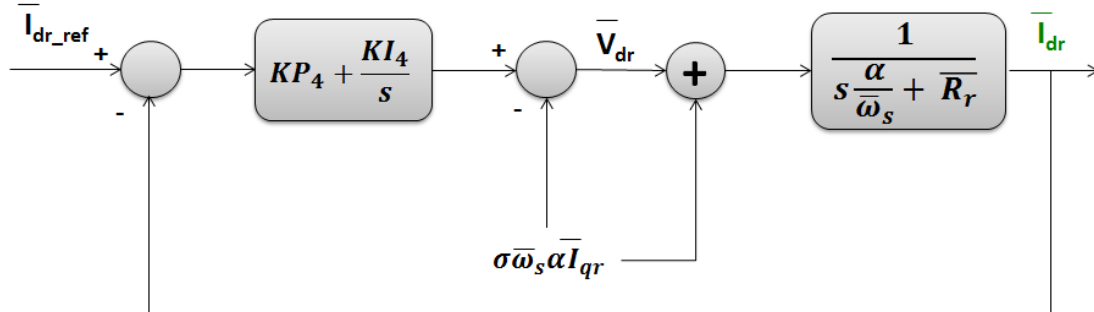 I̅dr_ref
+
-
KP₄ + KI₄/s
+
-
V̅dr
+
1/(s α/ω̅ₛ + R̅ᵣ)
I̅dr
σω̅ₛαI̅qr